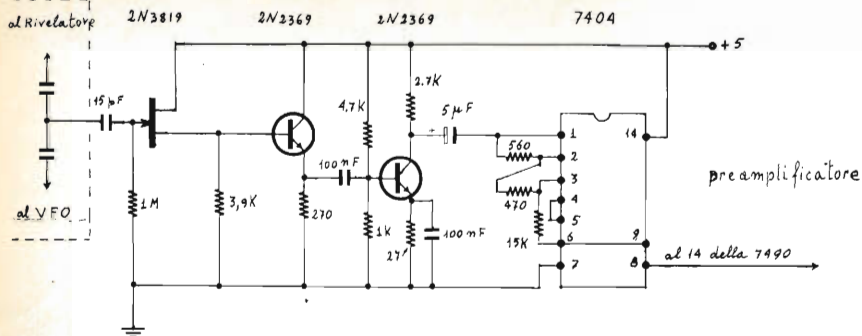 al Rivelatore
2N3819
2N2369
2N2369
7404
+5
2.7K
15pF
4,7K
5 µF
1
14
560
2
100 nF
3
preamplificatore
470
4
al VFO
1M
3,9K
270
1K
27
100 nF
5
15K
6
9
7
8
al 14 della 7490